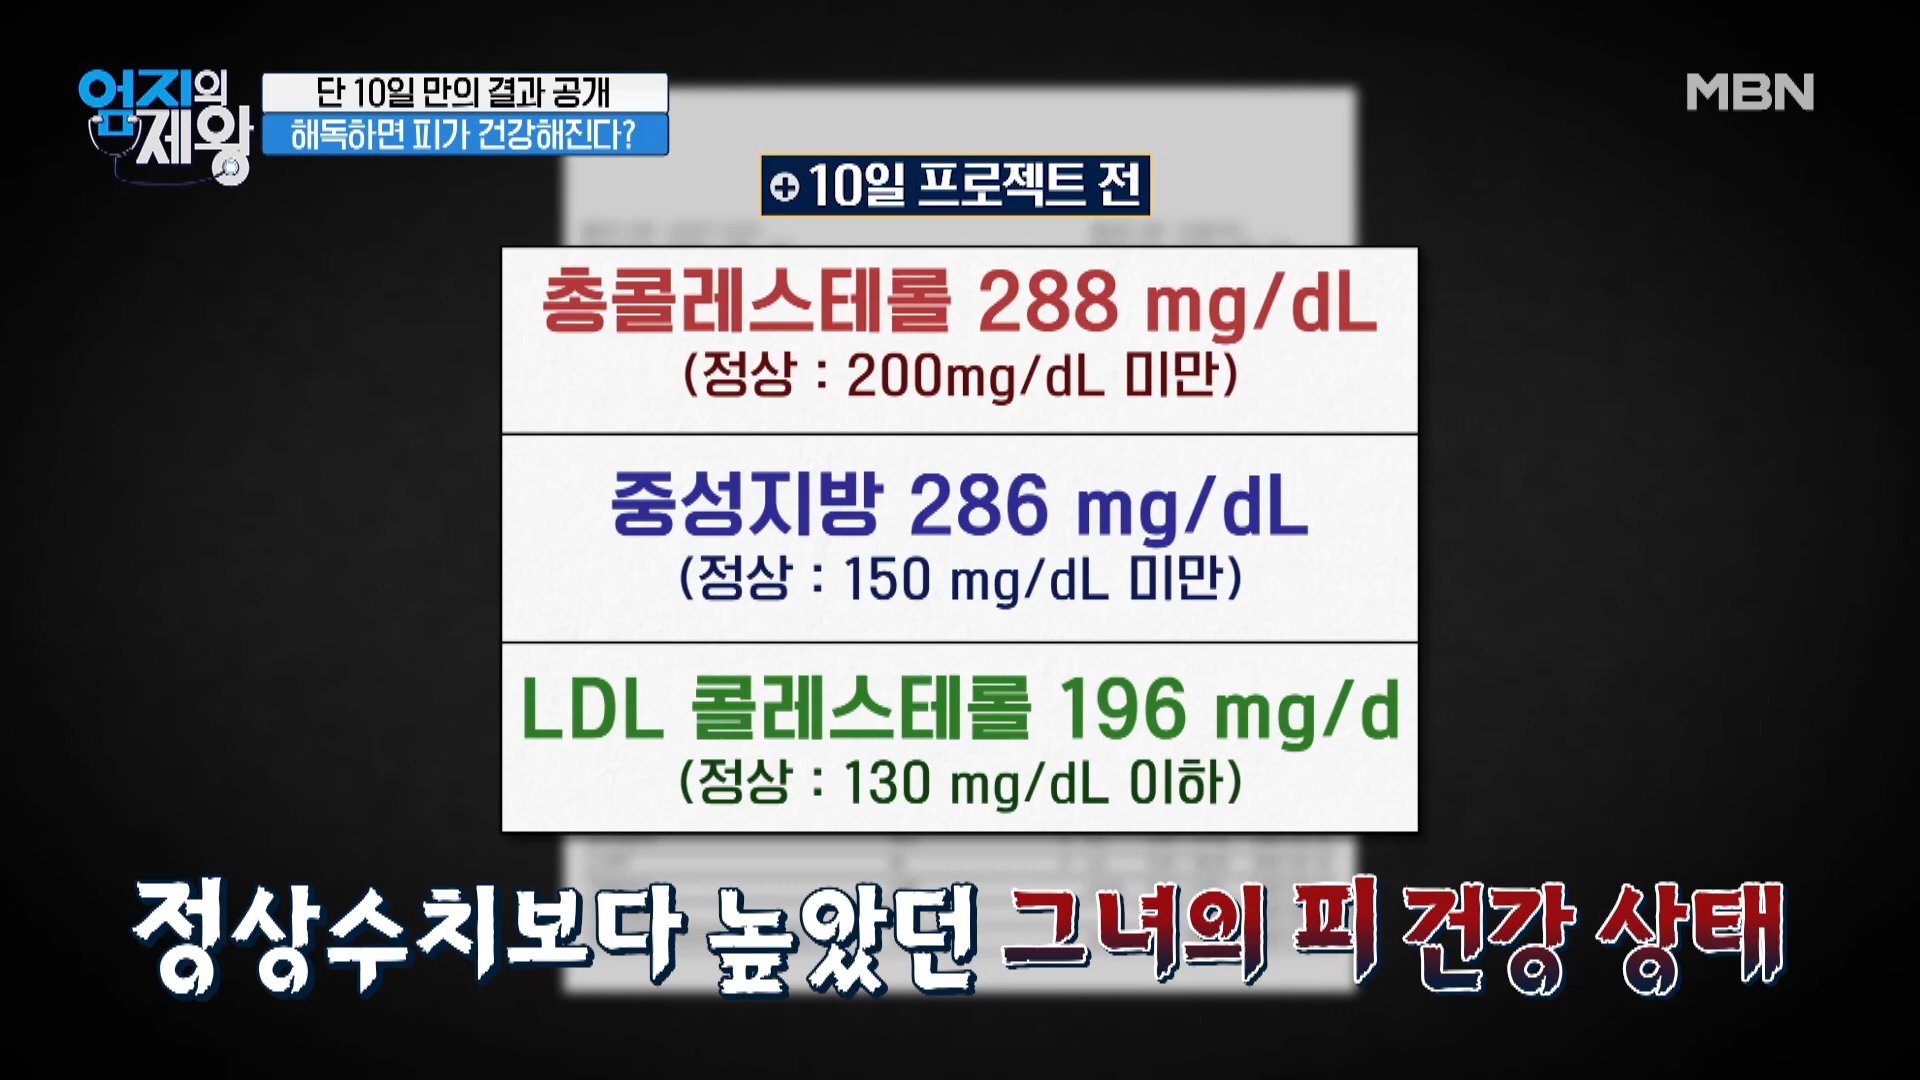 엄지의
제왕
단 10일 만의 결과 공개
해독하면 피가 건강해진다?
MBN
10일 프로젝트 전
총콜레스테롤 288 mg/dL
(정상 : 200mg/dL 미만)
중성지방 286 mg/dL
(정상 : 150 mg/dL 미만)
LDL 콜레스테롤 196 mg/d
(정상 : 130 mg/dL 이하)
정상수치보다 높았던 그녀의 피 건강 상태